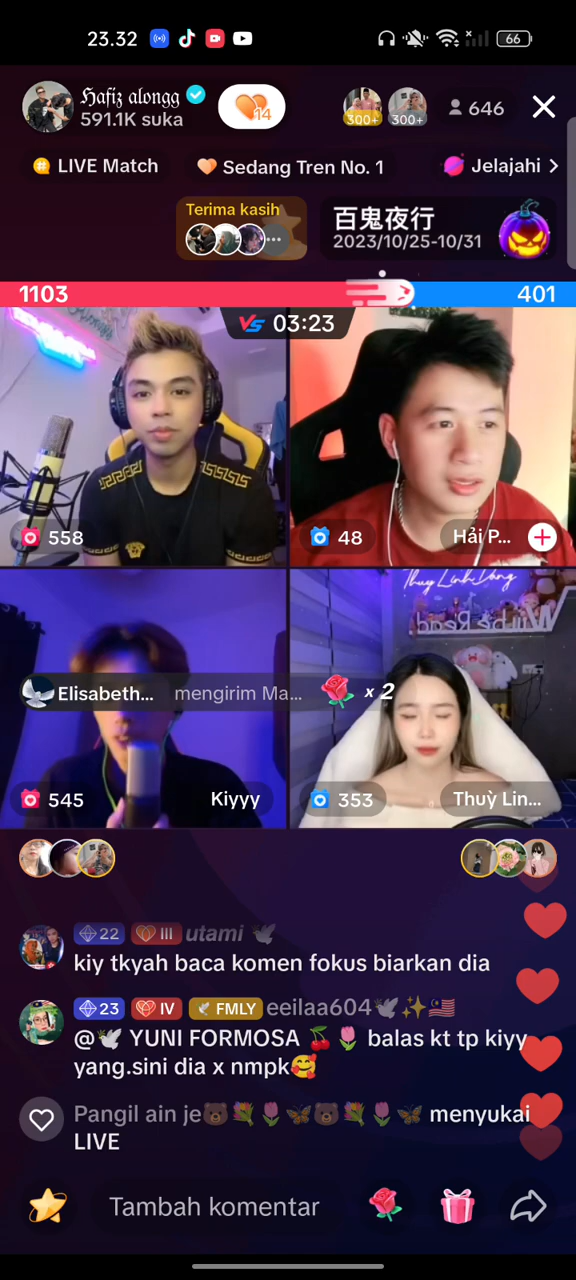 23.32
66
Hafiz alongg
591.1K suka
14
300+
300+
646
LIVE Match
Sedang Tren No. 1
Jelajahi
Terima kasih
百鬼夜行
2023/10/25-10/31
1103
401
VS 03:23
558
48
Hải P...
Thuy Linh Dang
Elisabeth... mengirim Ma... x 2
545
Kiyyy
353
Thuỳ Lin...
22 III utami
kiy tkyah baca komen fokus biarkan dia
23 IV FMLY eeilaa604🕊️✨🇲🇾
@🕊️ YUNI FORMOSA 🍒🌷 balas kt tp kiyy
yang.sini dia x nmpk🥰
Pangil ain je🐻💐🌷🦋🐻💐🌷🦋 menyukai
LIVE
Tambah komentar